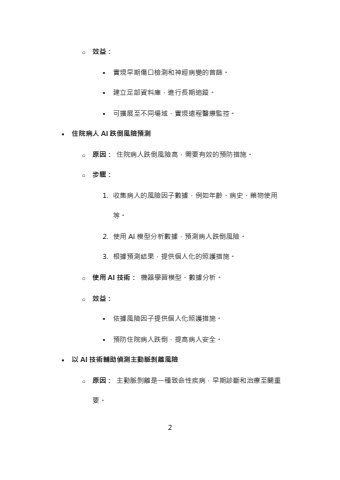 o 效益：
• 實現早期傷口檢測和神經病變的首篩。
• 建立足部資料庫，進行長期追蹤。
• 可擴展至不同場域，實現遠程醫療監控。
• 住院病人 AI 跌倒風險預測
o 原因： 住院病人跌倒風險高，需要有效的預防措施。
o 步驟：
1. 收集病人的風險因子數據，例如年齡、病史、藥物使用
等。
2. 使用 AI 模型分析數據，預測病人跌倒風險。
3. 根據預測結果，提供個人化的照護措施。
o 使用 AI 技術： 機器學習模型、數據分析。
o 效益：
• 依據風險因子提供個人化照護措施。
• 預防住院病人跌倒，提高病人安全。
• 以 AI 技術輔助偵測主動脈剝離風險
o 原因： 主動脈剝離是一種致命性疾病，早期診斷和治療至關重
要。
2